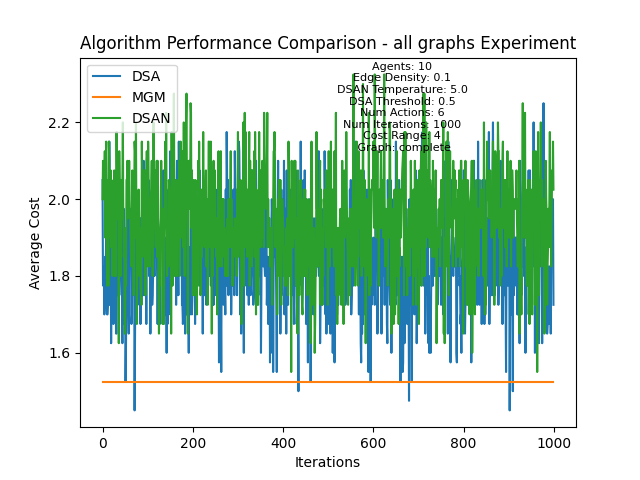 Algorithm Performance Comparison - all graphs Experiment
DSA
MGM
DSAN
Agents: 10
Edge Density: 0.1
DSAN Temperature: 5.0
DSA Threshold: 0.5
Num Actions: 6
Num Iterations: 1000
Cost Range: 4
Graph: complete
Average Cost
2.2
2.0
1.8
1.6
0
200
400
600
800
1000
Iterations